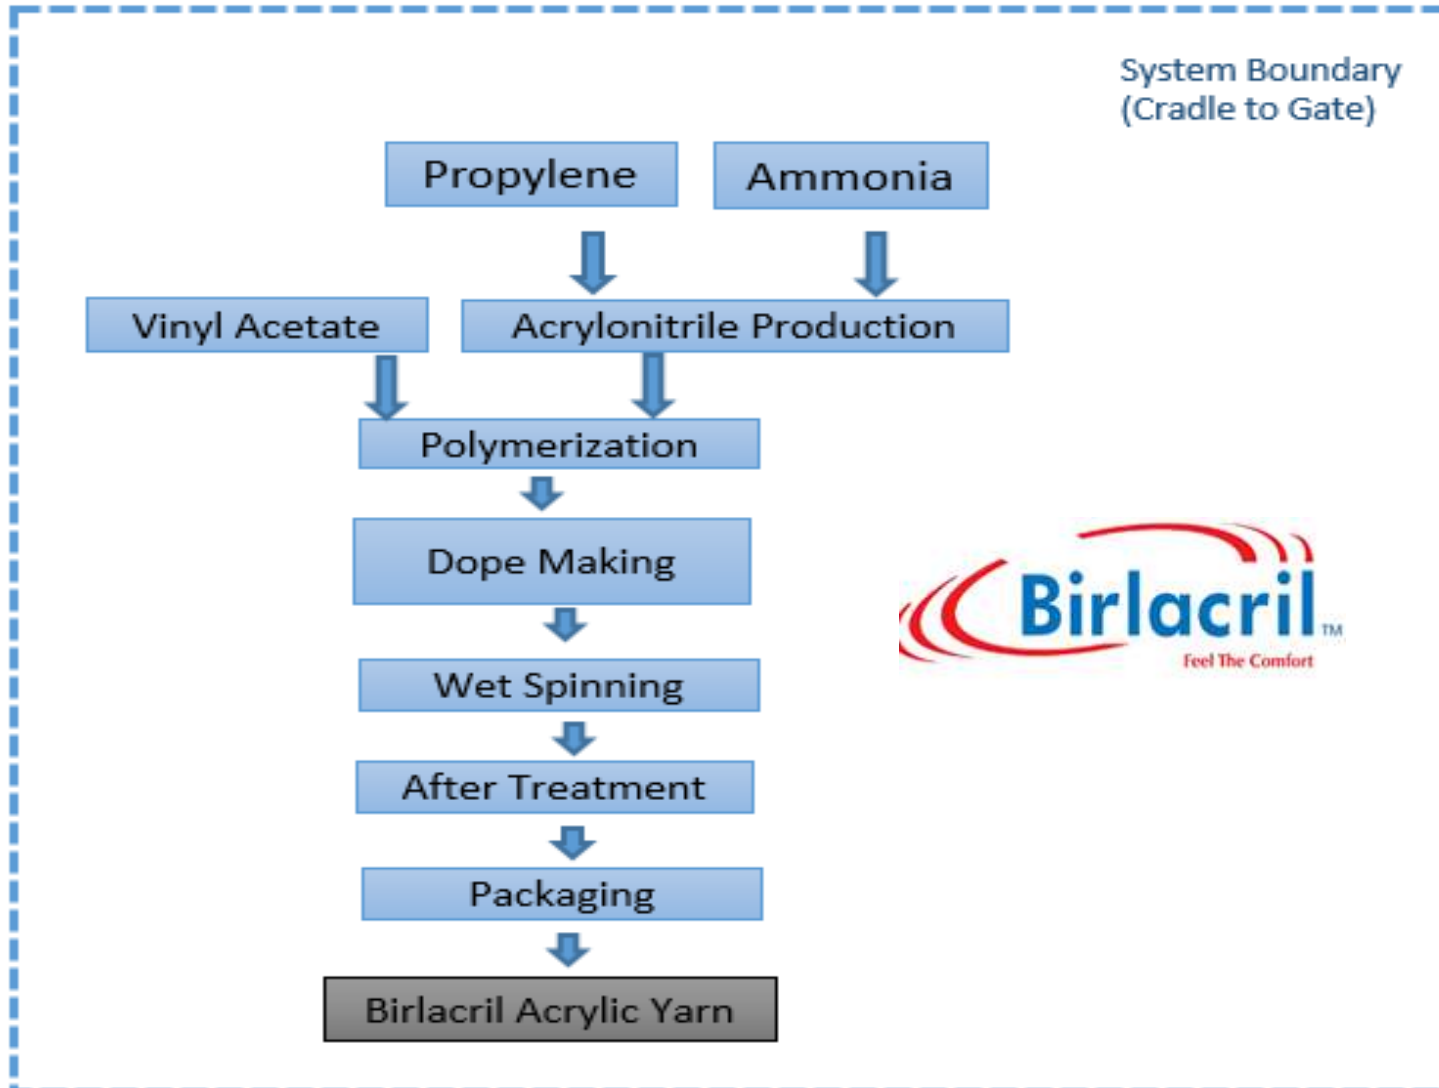 System Boundary
(Cradle to Gate)
Propylene
Ammonia
Vinyl Acetate
Acrylonitrile Production
Polymerization
Dope Making
Birlacril TM
Feel The Comfort
Wet Spinning
After Treatment
Packaging
Birlacril Acrylic Yarn